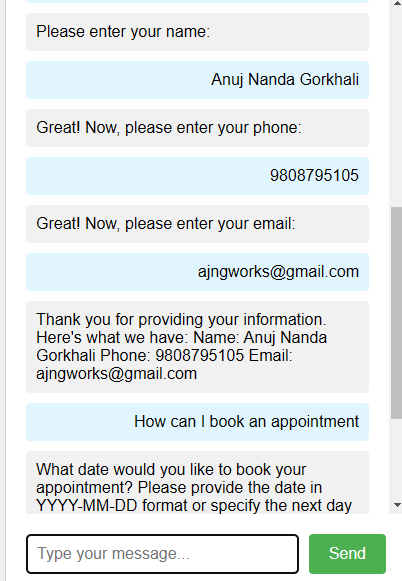 Please enter your name:
Anuj Nanda Gorkhali
Great! Now, please enter your phone:
9808795105
Great! Now, please enter your email:
ajngworks@gmail.com
Thank you for providing your information.
Here's what we have: Name: Anuj Nanda
Gorkhali Phone: 9808795105 Email:
ajngworks@gmail.com
How can I book an appointment
What date would you like to book your
appointment? Please provide the date in
YYYY-MM-DD format or specify the next day
Type your message...
Send